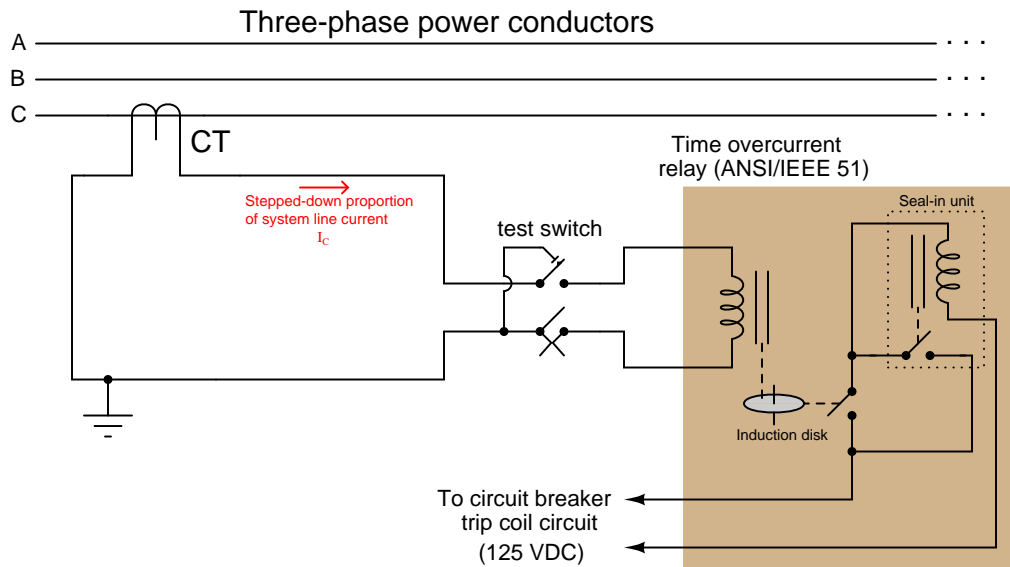 Three-phase power conductors
A
. . .
B
. . .
C
. . .
CT
Time overcurrent
relay (ANSI/IEEE 51)
Stepped-down proportion
of system line current
IC
Seal-in unit
test switch
Induction disk
To circuit breaker
trip coil circuit
(125 VDC)